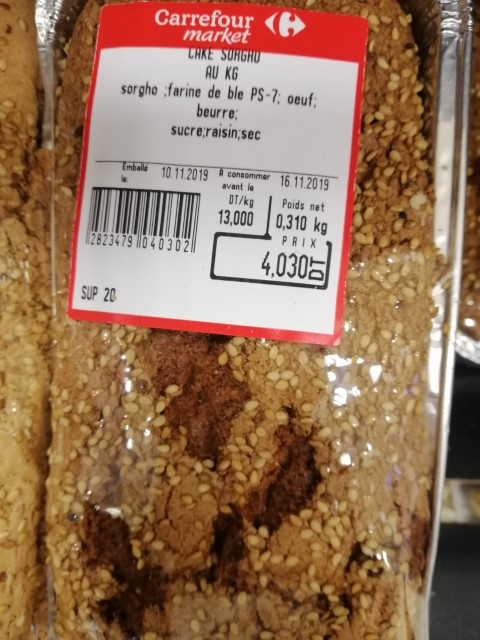 Carrefour
market
CAKE SORGHO
AU KG
sorgho ;farine de ble PS-7; oeuf;
beurre;
sucre;raisin;sec
Emballé le: 10.11.2019
A consommer avant le 16.11.2019
DT/kg
13,000
Poids net
0,310 kg
PRIX
4,030 DT
2823479 040302
SUP 20